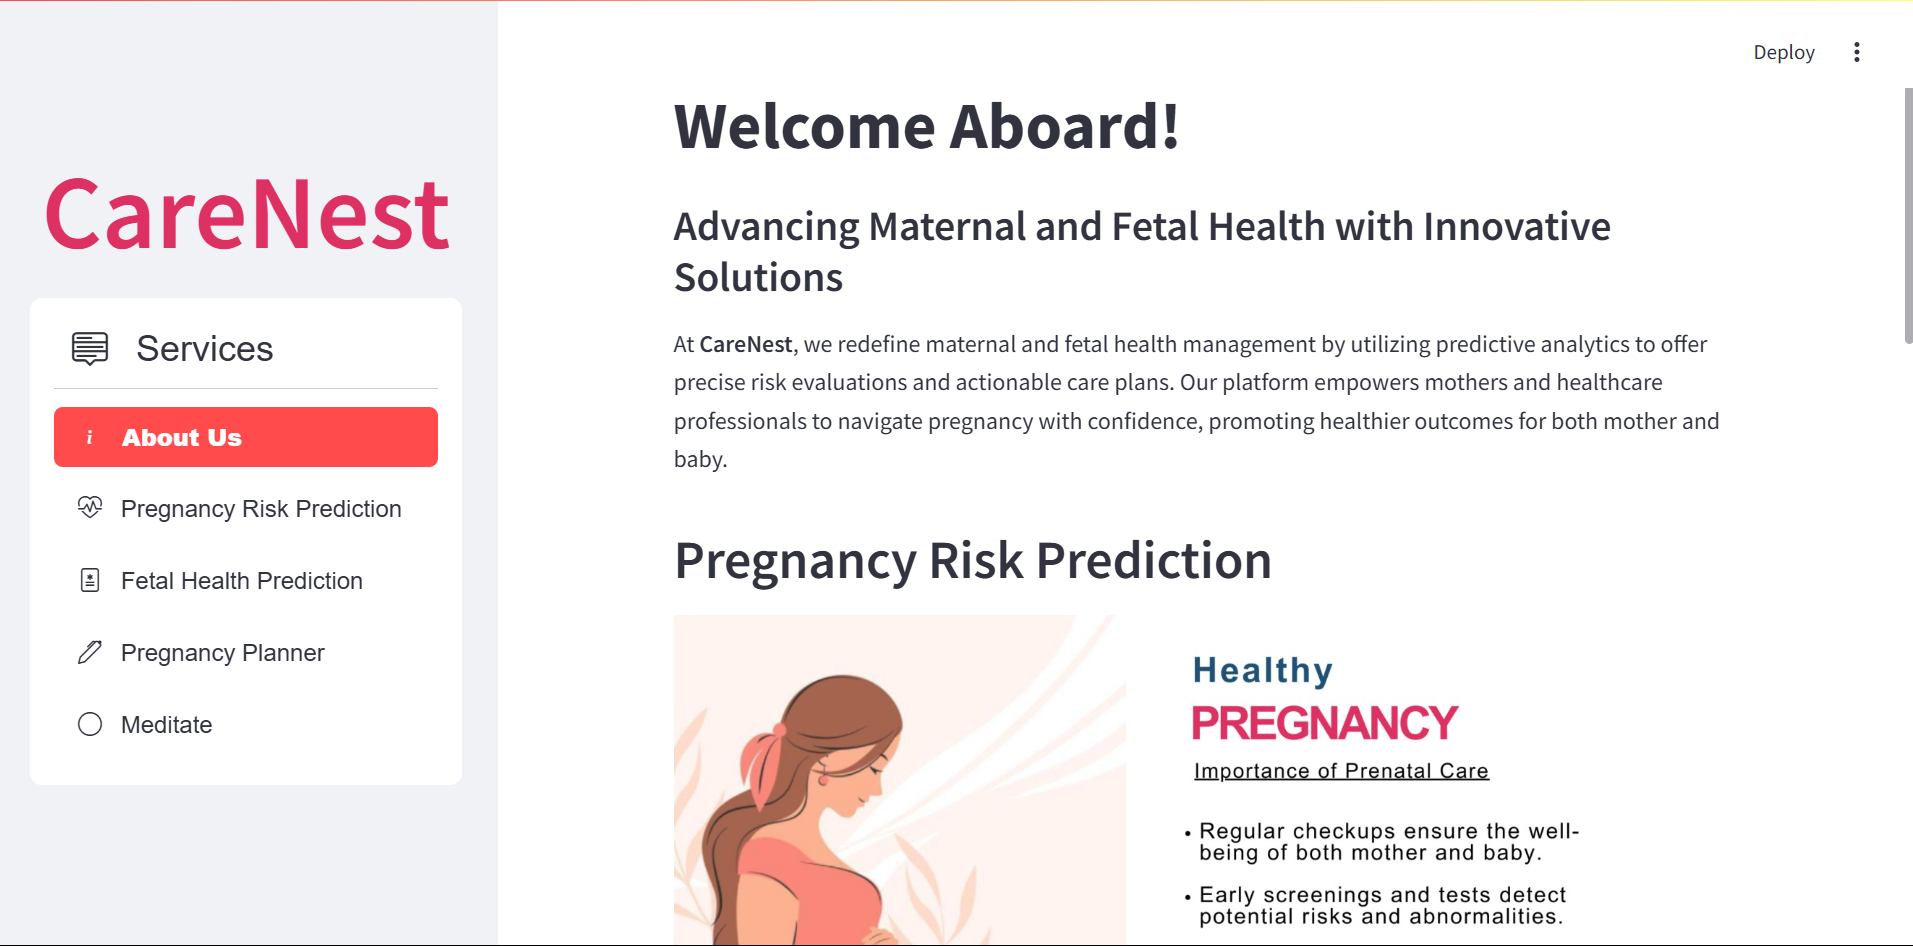 Deploy
CareNest
Services
About Us
Pregnancy Risk Prediction
Fetal Health Prediction
Pregnancy Planner
Meditate
Welcome Aboard!
Advancing Maternal and Fetal Health with Innovative
Solutions
At CareNest, we redefine maternal and fetal health management by utilizing predictive analytics to offer
precise risk evaluations and actionable care plans. Our platform empowers mothers and healthcare
professionals to navigate pregnancy with confidence, promoting healthier outcomes for both mother and
baby.
Pregnancy Risk Prediction
Healthy
PREGNANCY
Importance of Prenatal Care
• Regular checkups ensure the well-
being of both mother and baby.
• Early screenings and tests detect
potential risks and abnormalities.